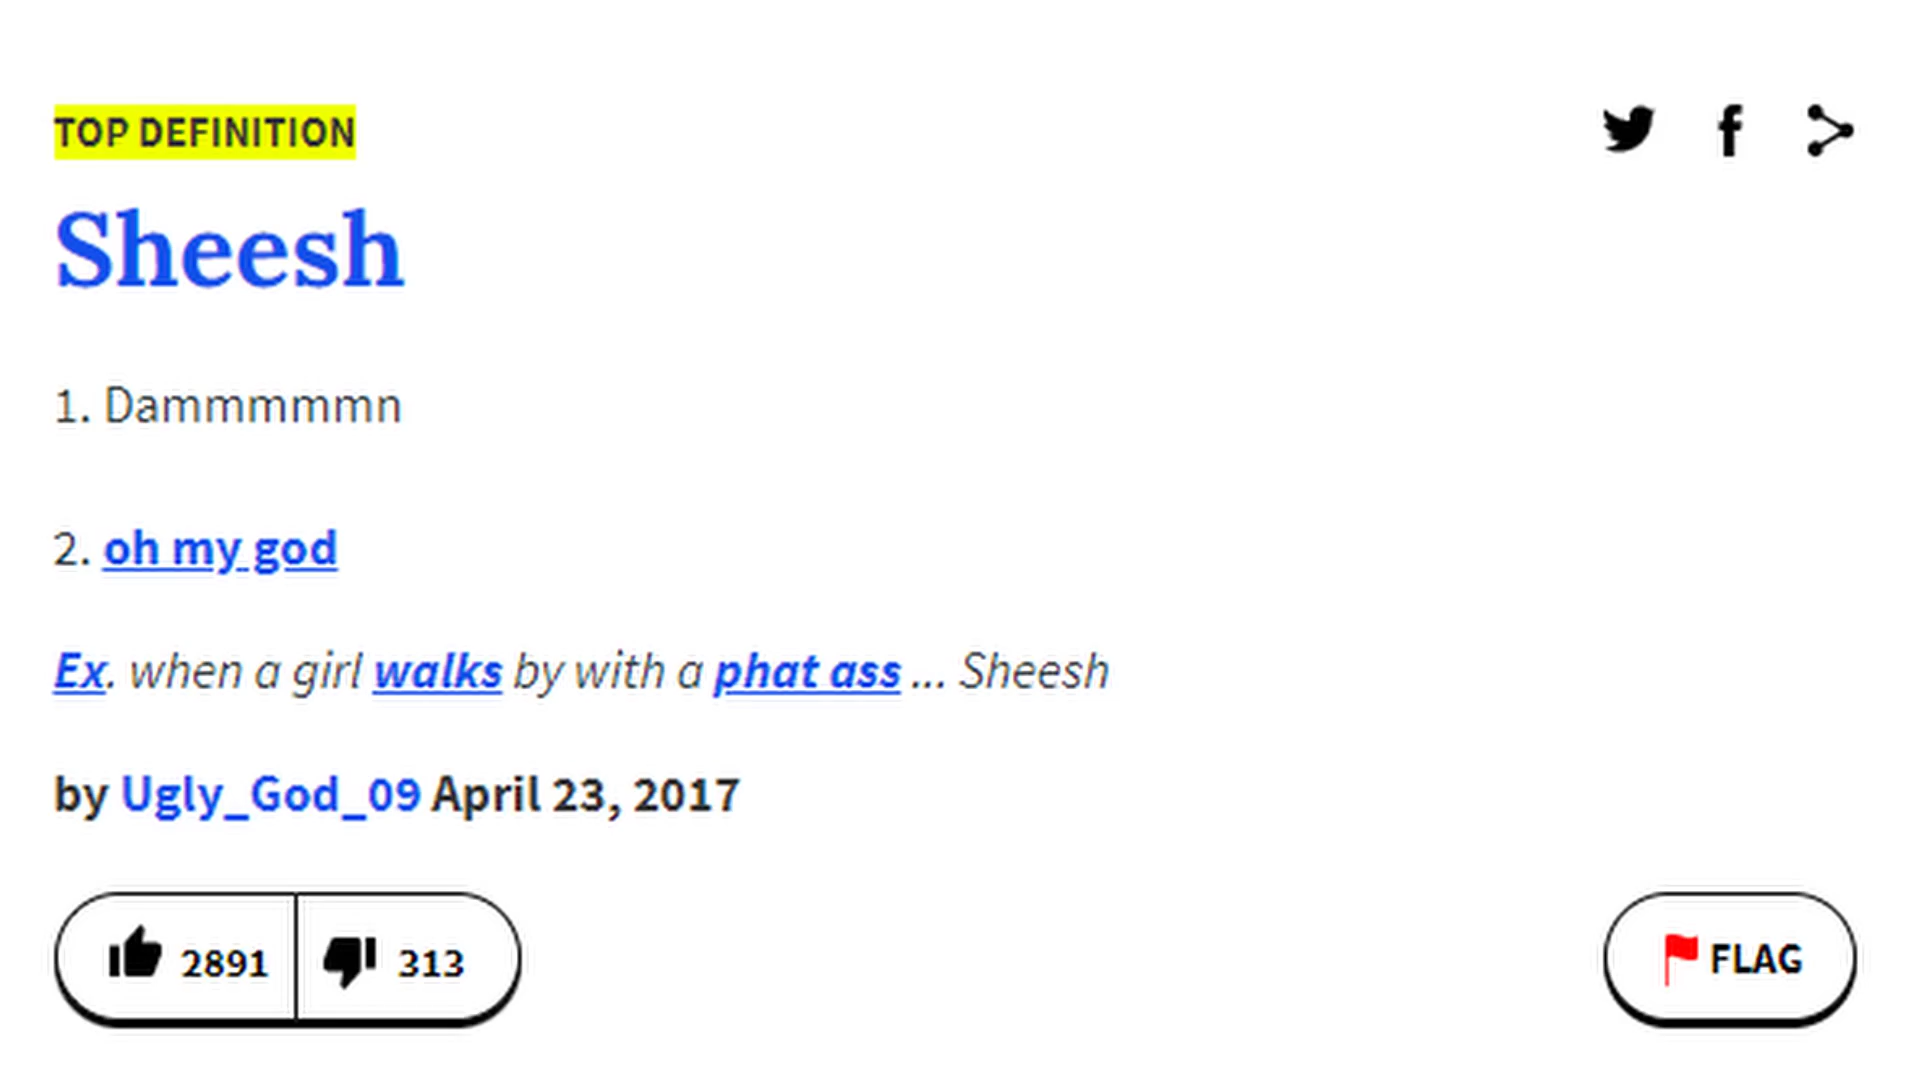 TOP DEFINITION
Sheesh
1. Dammmmmn
2. oh my god
Ex. when a girl walks by with a phat ass ... Sheesh
by Ugly_God_09 April 23, 2017
2891 313
FLAG